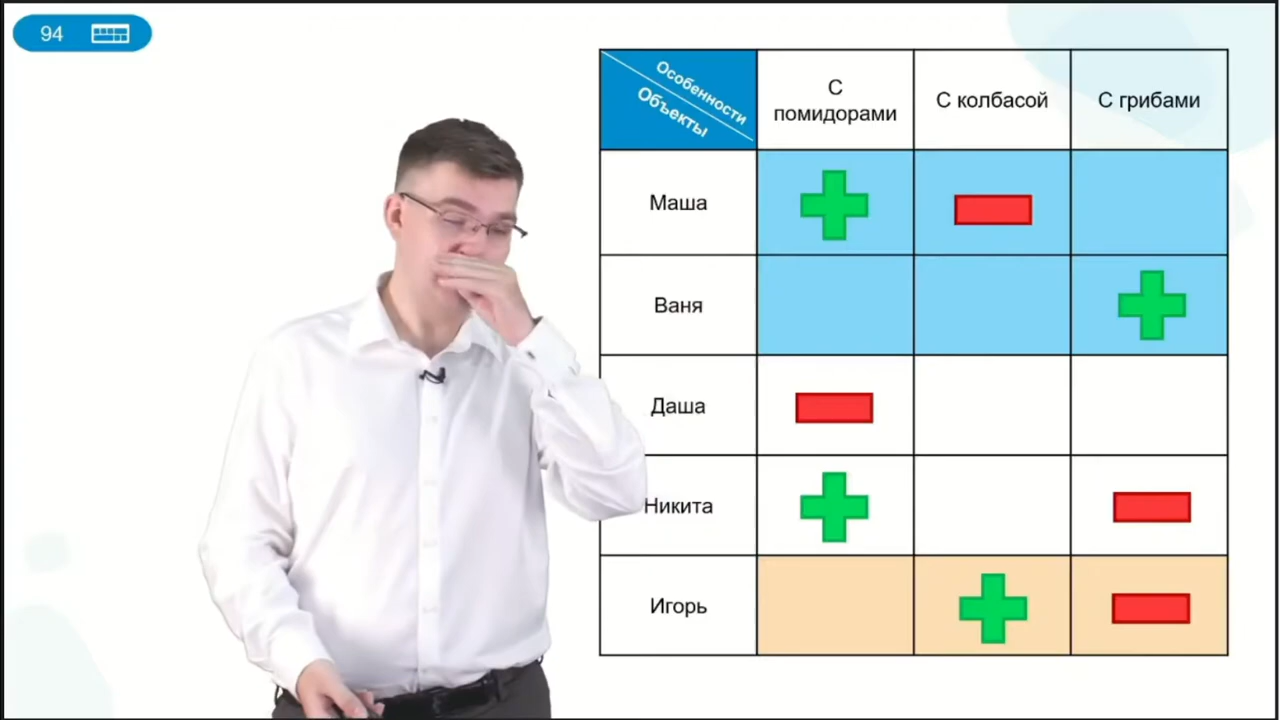 94
Особенности
Объекты
С помидорами
С колбасой
С грибами
Маша
Ваня
Даша
Никита
Игорь